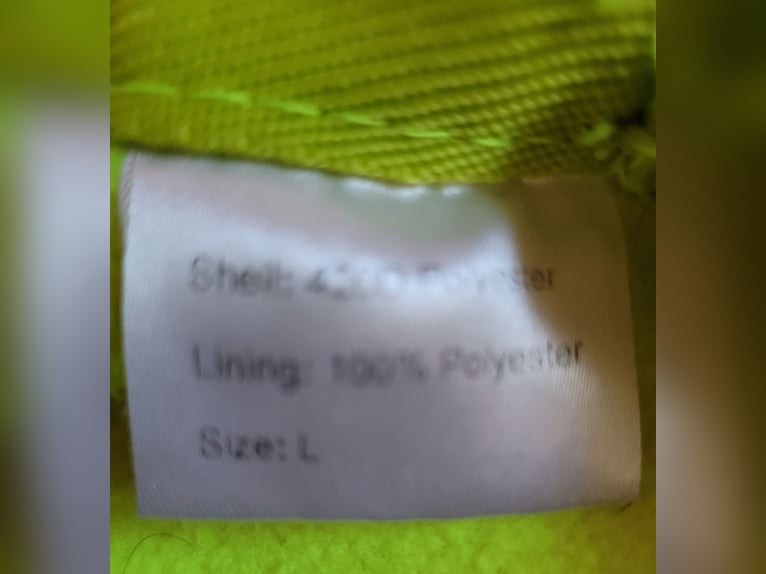 Shell: Polyester
Lining: 100% Polyester
Size: L